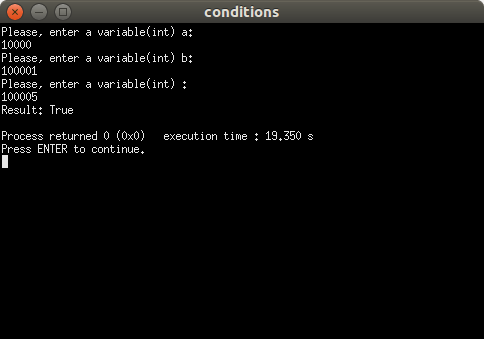 conditions
Please, enter a variable(int) a:
10000
Please, enter a variable(int) b:
100001
Please, enter a variable(int) :
100005
Result: True
Process returned 0 (0x0)   execution time : 19.350 s
Press ENTER to continue.